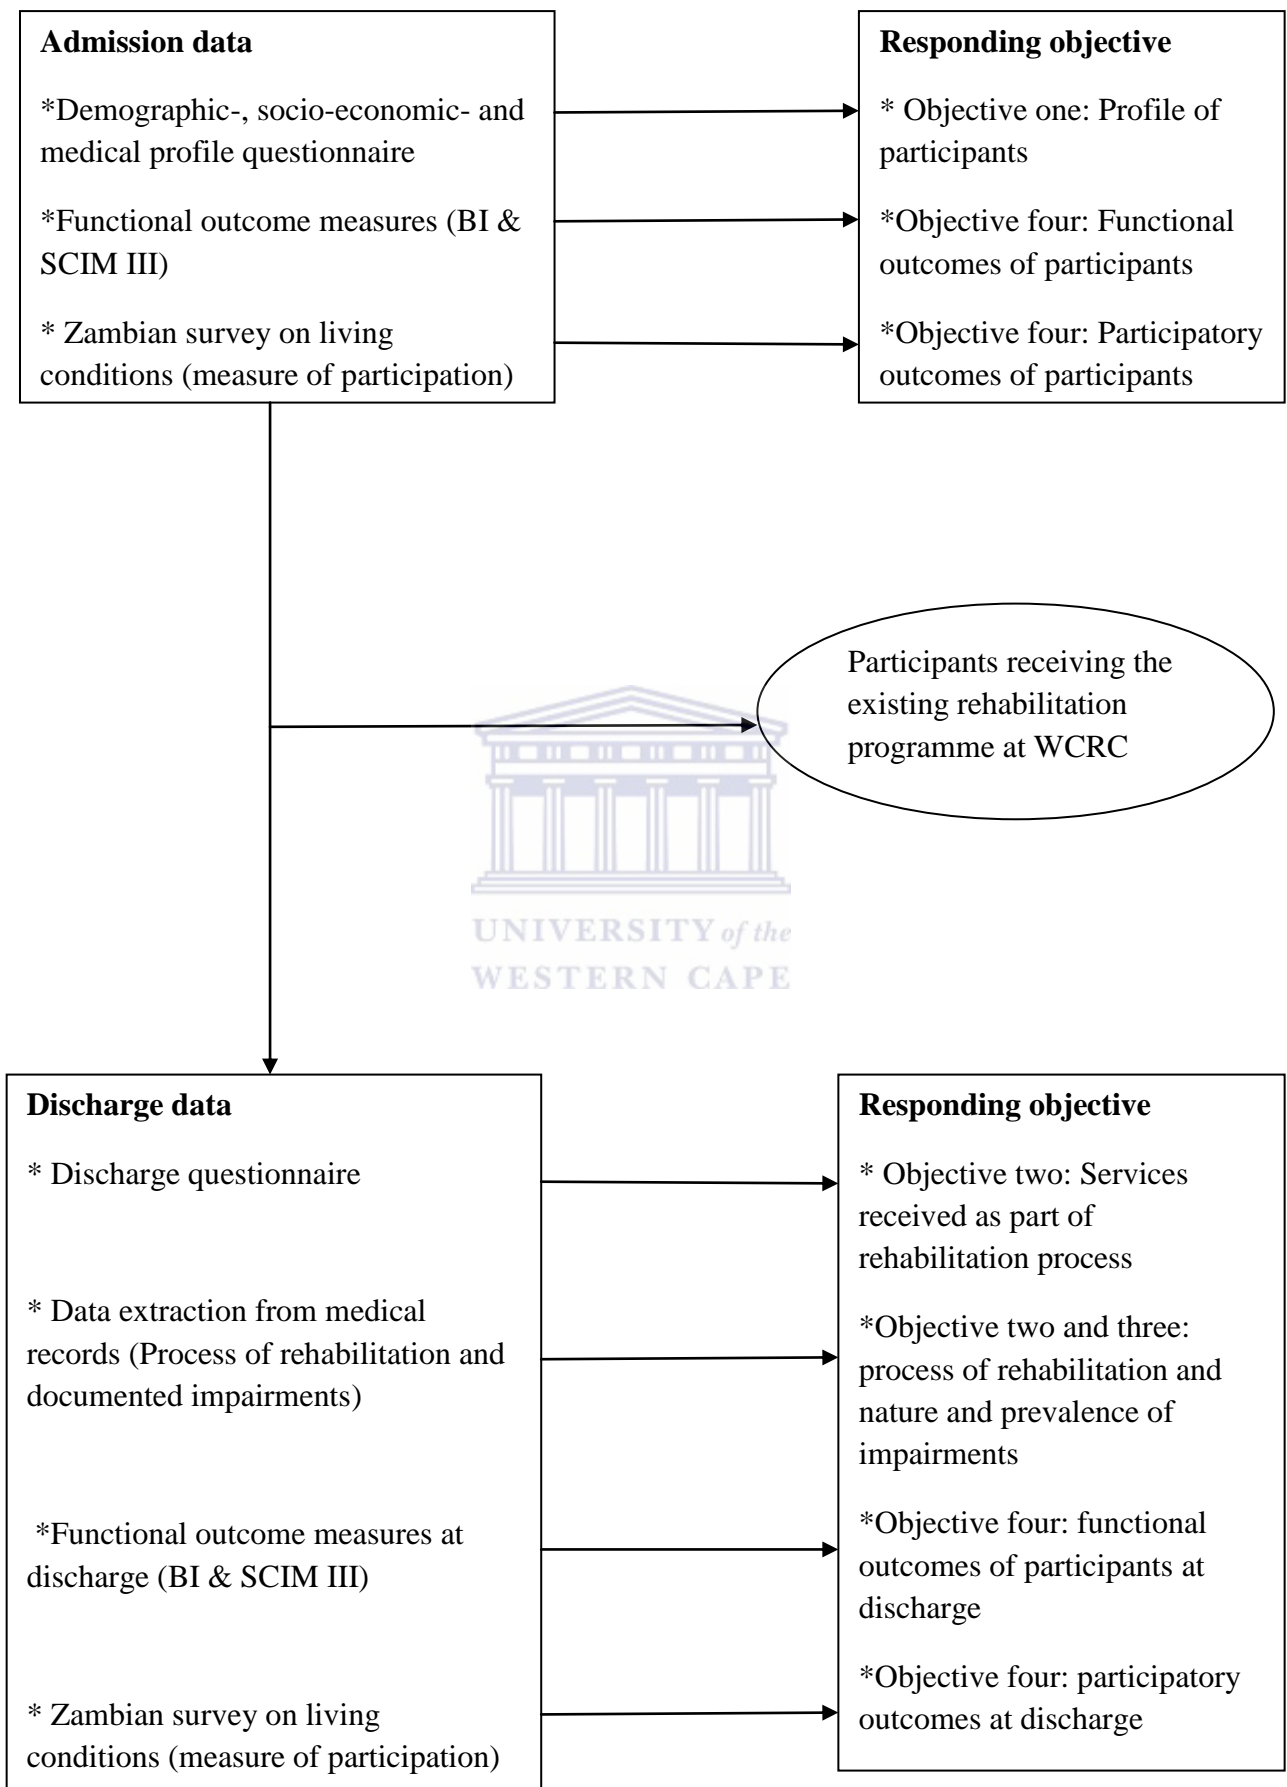 Admission data
*Demographic-, socio-economic- and
medical profile questionnaire
*Functional outcome measures (BI &
SCIM III)
* Zambian survey on living
conditions (measure of participation)
Responding objective
* Objective one: Profile of
participants
*Objective four: Functional
outcomes of participants
*Objective four: Participatory
outcomes of participants
Participants receiving the
existing rehabilitation
programme at WCRC
UNIVERSITY of the
WESTERN CAPE
Discharge data
* Discharge questionnaire
* Data extraction from medical
records (Process of rehabilitation and
documented impairments)
*Functional outcome measures at
discharge (BI & SCIM III)
* Zambian survey on living
conditions (measure of participation)
Responding objective
* Objective two: Services
received as part of
rehabilitation process
*Objective two and three:
process of rehabilitation and
nature and prevalence of
impairments
*Objective four: functional
outcomes of participants at
discharge
*Objective four: participatory
outcomes at discharge